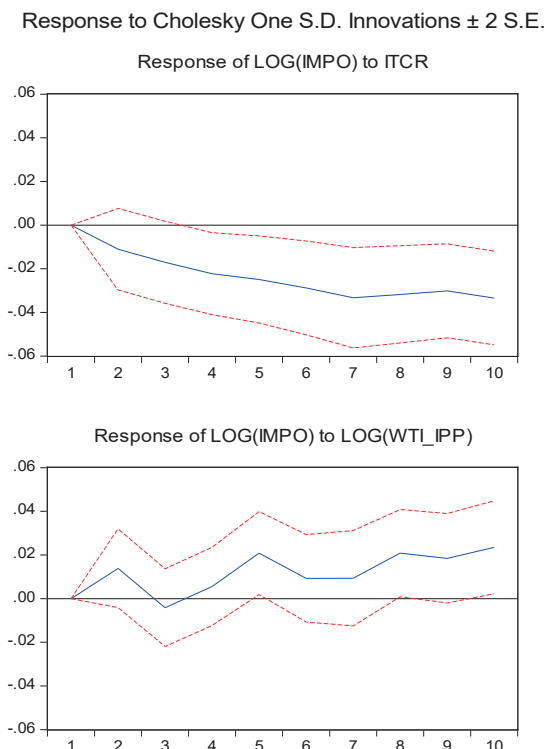 Response to Cholesky One S.D. Innovations ± 2 S.E.
Response of LOG(IMPO) to ITCR
.06
.04
.02
.00
-.02
-.04
-.06
1 2 3 4 5 6 7 8 9 10
Response of LOG(IMPO) to LOG(WTI_IPP)
.06
.04
.02
.00
-.02
-.04
-.06
1 2 3 4 5 6 7 8 9 10